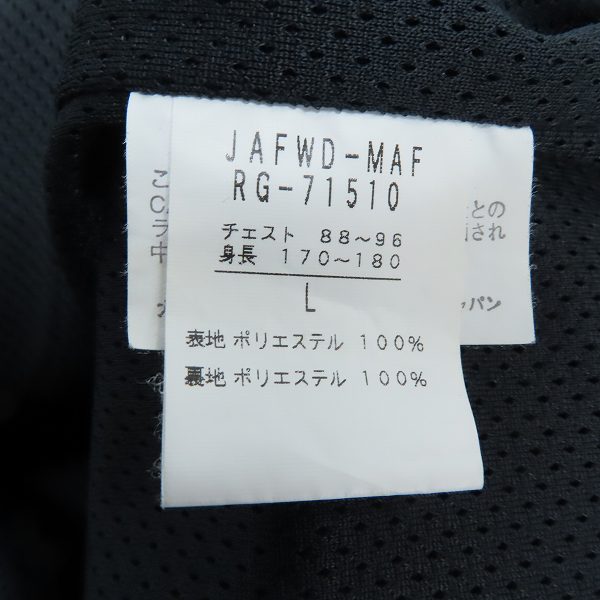 JAFWD-MAF
RG-71510
チェスト 88～96
身長 170～180
L
表地 ポリエステル 100%
裏地 ポリエステル 100%